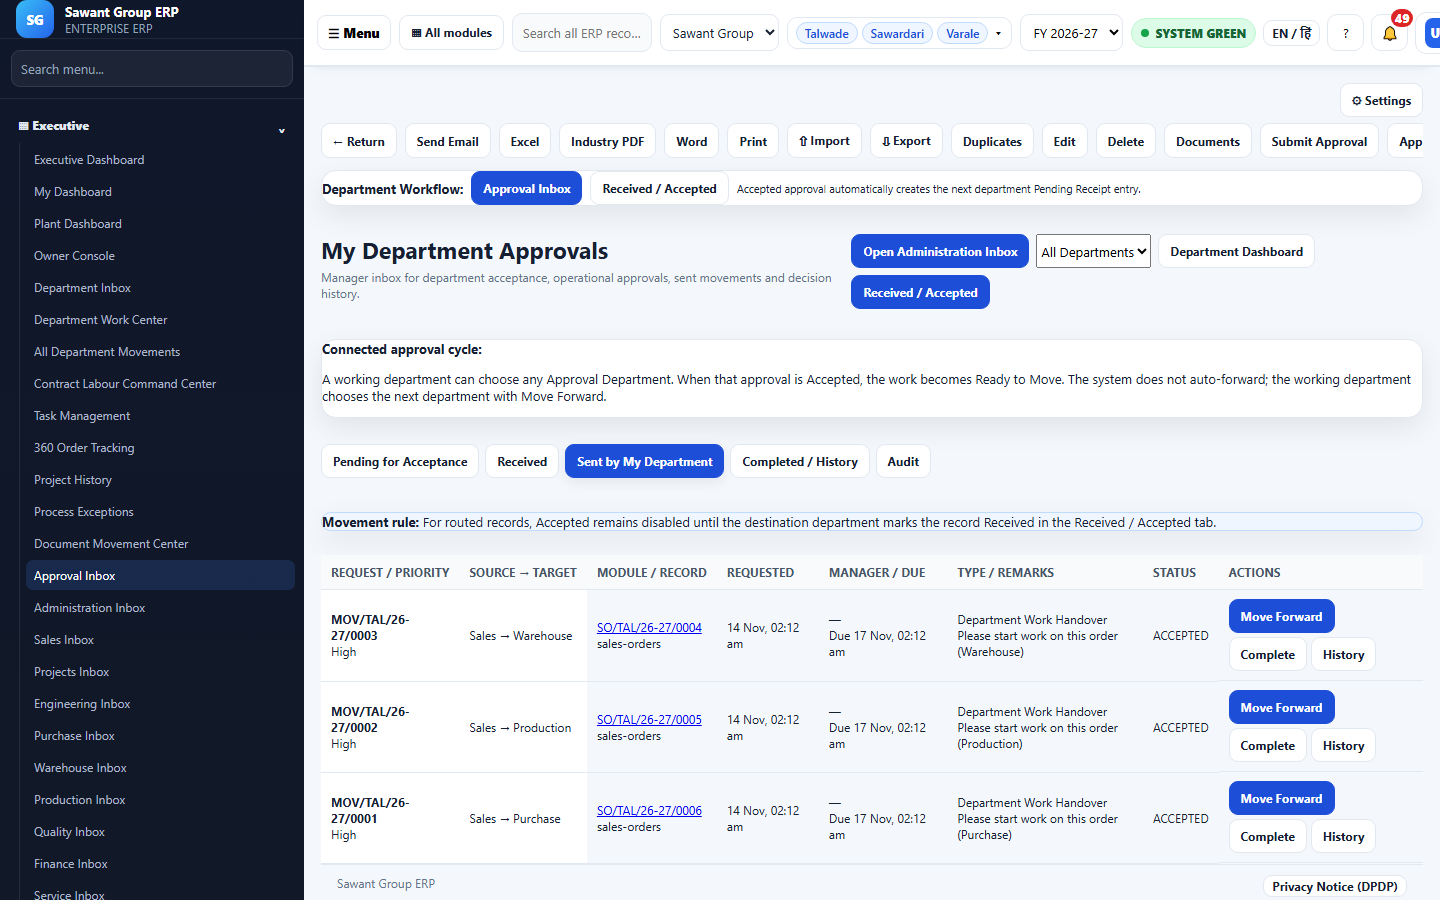 SG
Sawant Group ERP
ENTERPRISE ERP
Search menu...
Executive
Executive Dashboard
My Dashboard
Plant Dashboard
Owner Console
Department Inbox
Department Work Center
All Department Movements
Contract Labour Command Center
Task Management
360 Order Tracking
Project History
Process Exceptions
Document Movement Center
Approval Inbox
Administration Inbox
Sales Inbox
Projects Inbox
Engineering Inbox
Purchase Inbox
Warehouse Inbox
Production Inbox
Quality Inbox
Finance Inbox
Service Inbox
☰ Menu
All modules
Search all ERP reco...
Sawant Group
Talwade
Sawardari
Varale
FY 2026-27
SYSTEM GREEN
EN / हिं
?
49
U
Settings
← Return
Send Email
Excel
Industry PDF
Word
Print
⇧ Import
⇩ Export
Duplicates
Edit
Delete
Documents
Submit Approval
App
Department Workflow:
Approval Inbox
Received / Accepted
Accepted approval automatically creates the next department Pending Receipt entry.
My Department Approvals
Manager inbox for department acceptance, operational approvals, sent movements and decision
history.
Open Administration Inbox
All Departments
Department Dashboard
Received / Accepted
Connected approval cycle:
A working department can choose any Approval Department. When that approval is Accepted, the work becomes Ready to Move. The system does not auto-forward; the working department
chooses the next department with Move Forward.
Pending for Acceptance
Received
Sent by My Department
Completed / History
Audit
Movement rule: For routed records, Accepted remains disabled until the destination department marks the record Received in the Received / Accepted tab.
REQUEST / PRIORITY
SOURCE → TARGET
MODULE / RECORD
REQUESTED
MANAGER / DUE
TYPE / REMARKS
STATUS
ACTIONS
MOV/TAL/26-
27/0003
High
Sales → Warehouse
SO/TAL/26-27/0004
sales-orders
14 Nov, 02:12
am
—
Due 17 Nov, 02:12
am
Department Work Handover
Please start work on this order
(Warehouse)
ACCEPTED
Move Forward
Complete
History
MOV/TAL/26-
27/0002
High
Sales → Production
SO/TAL/26-27/0005
sales-orders
14 Nov, 02:12
am
—
Due 17 Nov, 02:12
am
Department Work Handover
Please start work on this order
(Production)
ACCEPTED
Move Forward
Complete
History
MOV/TAL/26-
27/0001
High
Sales → Purchase
SO/TAL/26-27/0006
sales-orders
14 Nov, 02:12
am
—
Due 17 Nov, 02:12
am
Department Work Handover
Please start work on this order
(Purchase)
ACCEPTED
Move Forward
Complete
History
Sawant Group ERP
Privacy Notice (DPDP)